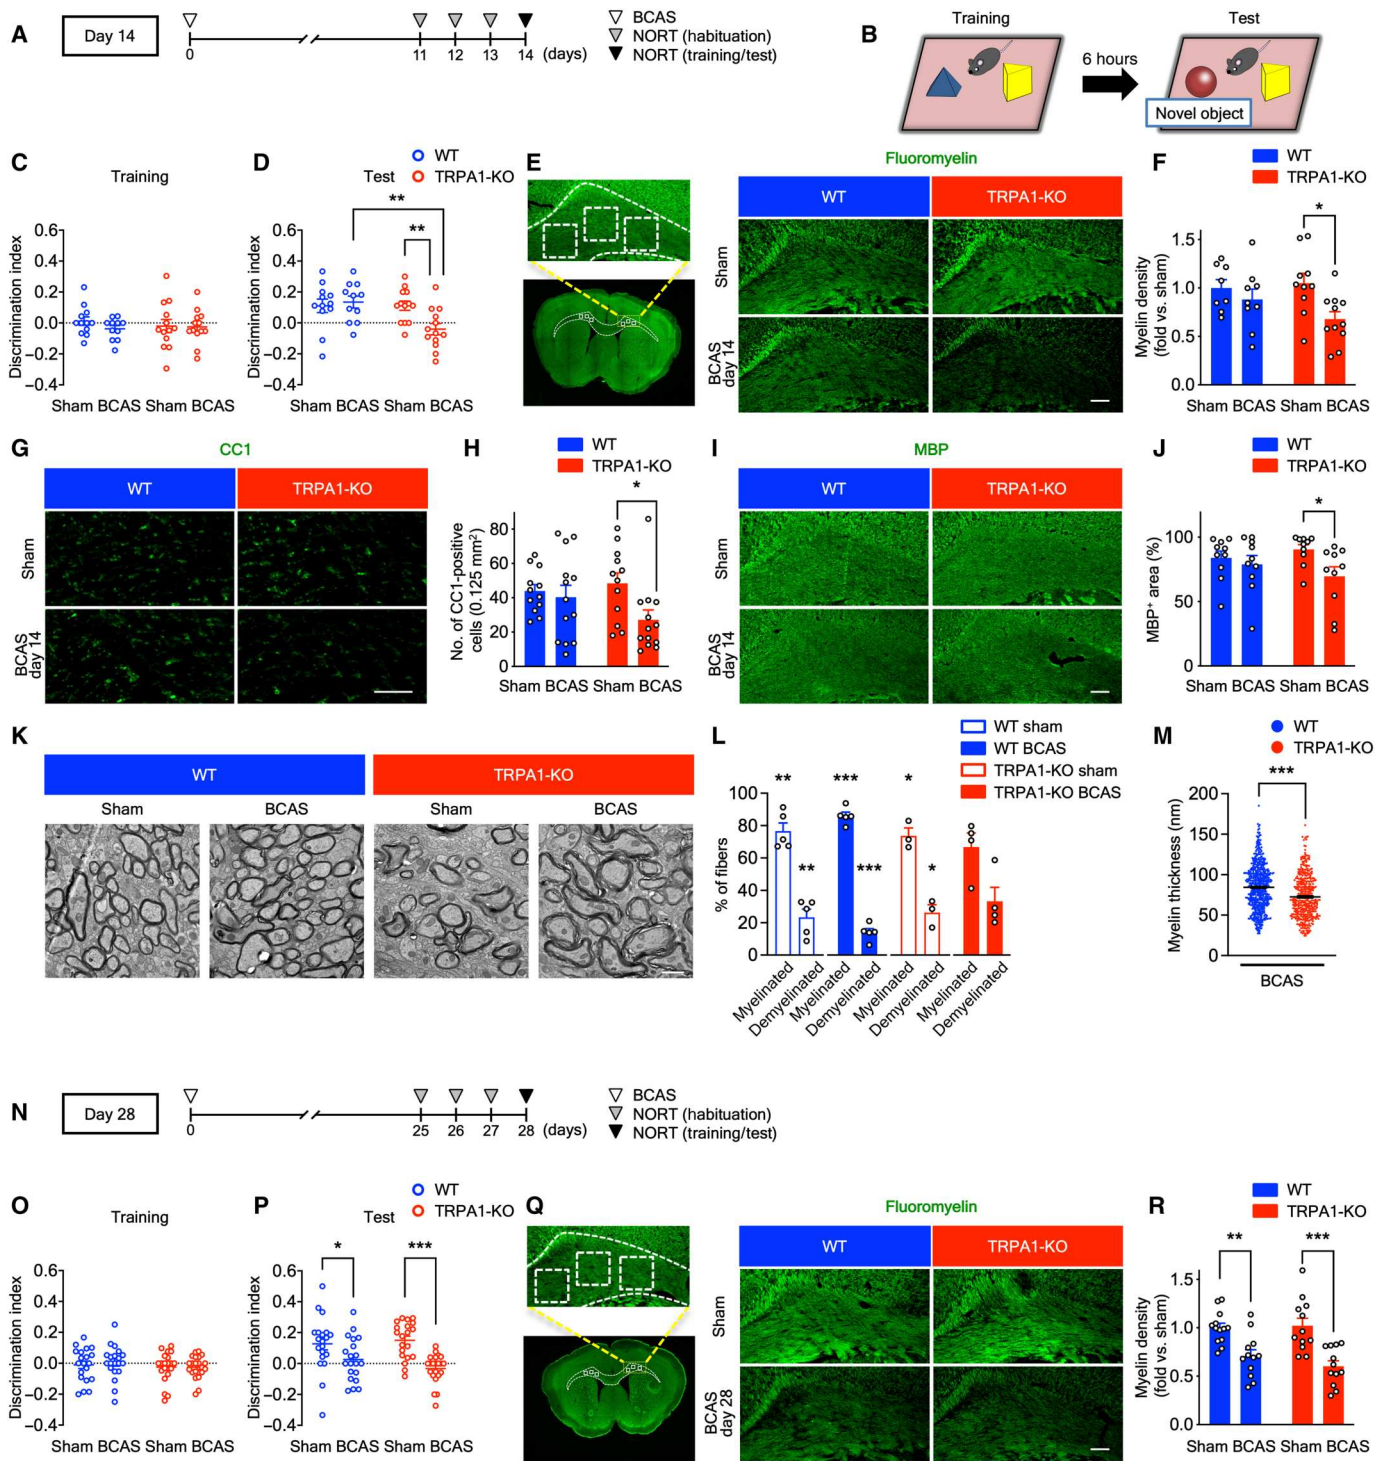 A
Day 14
0
11
12
13
14
(days)
BCAS
NORT (habituation)
NORT (training/test)
B
Training
Test
6 hours
Novel object
C
Training
Discrimination index
0.6
0.4
0.2
0.0
−0.2
−0.4
Sham BCAS Sham BCAS
D
WT
TRPA1-KO
Test
**
**
Discrimination index
0.6
0.4
0.2
0.0
−0.2
−0.4
Sham BCAS Sham BCAS
E
Fluoromyelin
WT
TRPA1-KO
Sham
BCAS
day 14
F
WT
TRPA1-KO
*
Myelin density
(fold vs. sham)
1.5
1.0
0.5
0.0
Sham BCAS Sham BCAS
G
CC1
WT
TRPA1-KO
Sham
BCAS
day 14
H
WT
TRPA1-KO
*
No. of CC1-positive
cells (0.125 mm²)
80
60
40
20
0
Sham BCAS Sham BCAS
I
MBP
WT
TRPA1-KO
Sham
BCAS
day 14
J
WT
TRPA1-KO
*
MBP⁺ area (%)
100
50
0
Sham BCAS Sham BCAS
K
WT
TRPA1-KO
Sham
BCAS
Sham
BCAS
L
WT sham
WT BCAS
TRPA1-KO sham
TRPA1-KO BCAS
** *** *
** *** *
% of fibers
100
80
60
40
20
0
Myelinated
Demyelinated
Myelinated
Demyelinated
Myelinated
Demyelinated
Myelinated
Demyelinated
M
WT
TRPA1-KO
***
Myelin thickness (nm)
200
150
100
50
0
BCAS
N
Day 28
0
25
26
27
28
(days)
BCAS
NORT (habituation)
NORT (training/test)
O
Training
Discrimination index
0.6
0.4
0.2
0.0
−0.2
−0.4
Sham BCAS Sham BCAS
P
WT
TRPA1-KO
Test
* ***
Discrimination index
0.6
0.4
0.2
0.0
−0.2
−0.4
Sham BCAS Sham BCAS
Q
Fluoromyelin
WT
TRPA1-KO
Sham
BCAS
day 28
R
WT
TRPA1-KO
** ***
Myelin density
(fold vs. sham)
1.5
1.0
0.5
0.0
Sham BCAS Sham BCAS